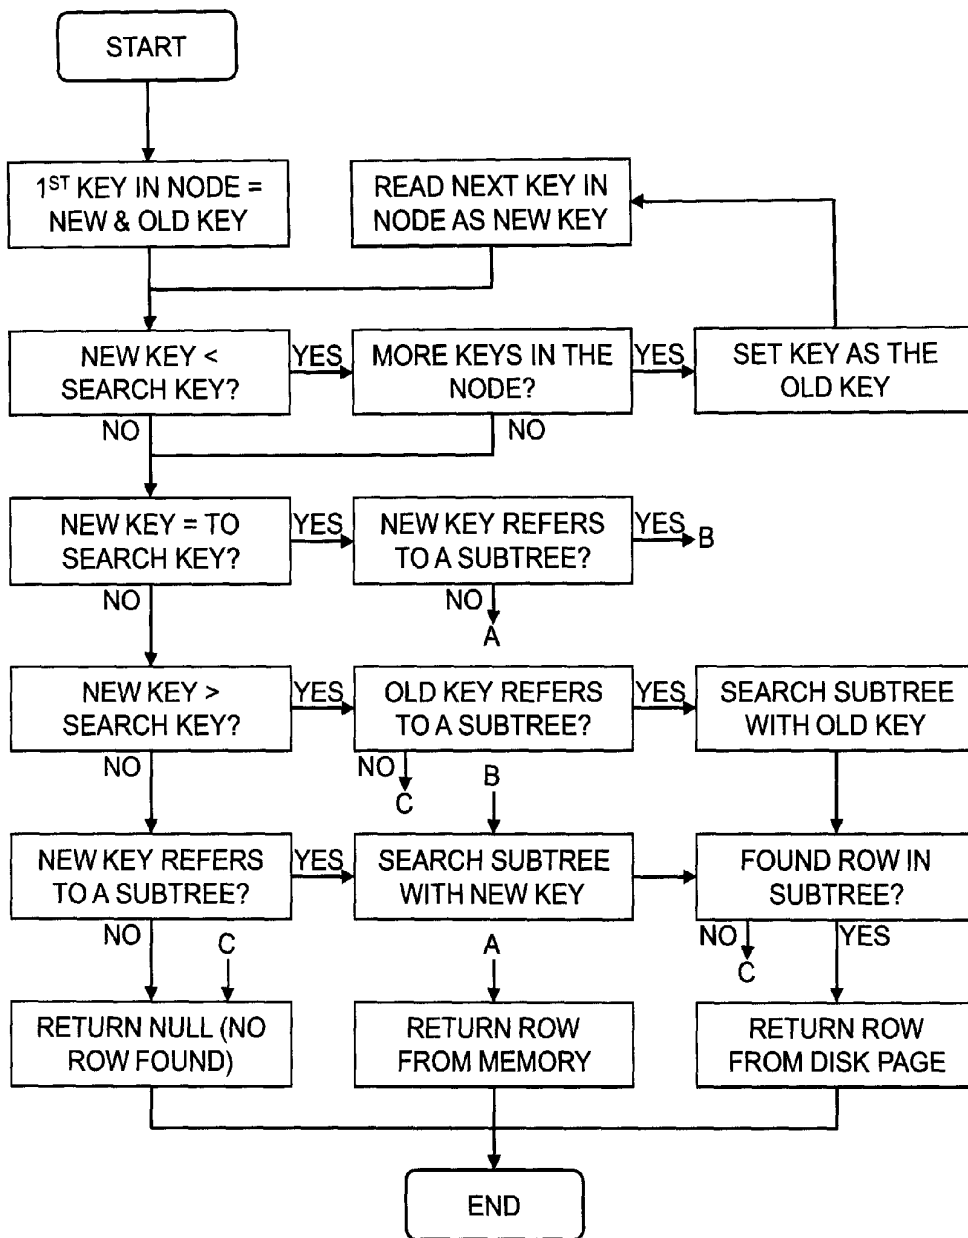 START
1ST KEY IN NODE =
NEW & OLD KEY
READ NEXT KEY IN
NODE AS NEW KEY
NEW KEY <
SEARCH KEY?
YES
MORE KEYS IN THE
NODE?
YES
SET KEY AS THE
OLD KEY
NO
NO
NEW KEY = TO
SEARCH KEY?
YES
NEW KEY REFERS
TO A SUBTREE?
YES
B
NO
NO
A
NEW KEY >
SEARCH KEY?
YES
OLD KEY REFERS
TO A SUBTREE?
YES
SEARCH SUBTREE
WITH OLD KEY
NO
NO
C
B
NEW KEY REFERS
TO A SUBTREE?
YES
SEARCH SUBTREE
WITH NEW KEY
FOUND ROW IN
SUBTREE?
NO
C
A
NO
C
YES
RETURN NULL (NO
ROW FOUND)
RETURN ROW
FROM MEMORY
RETURN ROW
FROM DISK PAGE
END